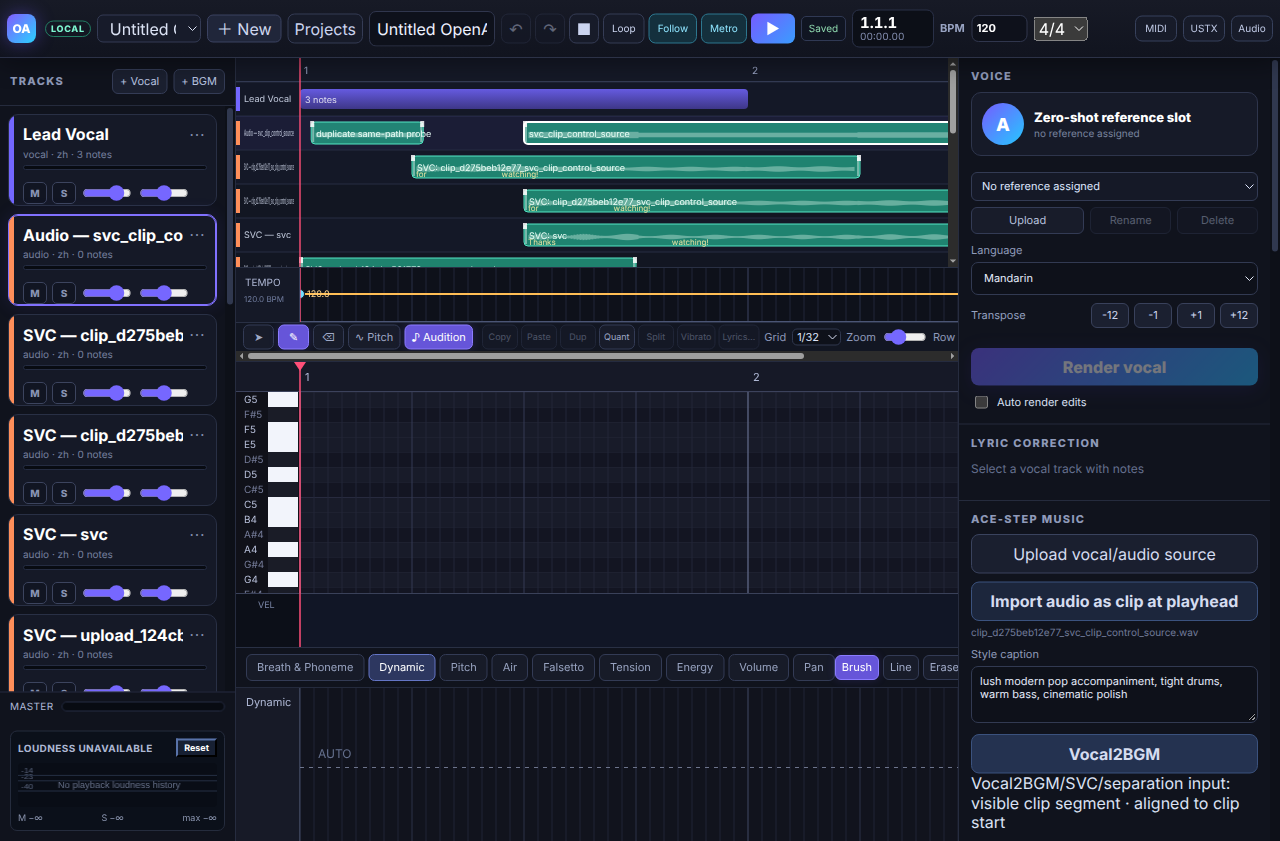 OA LOCAL Untitled ( + New Projects Untitled OpenA Loop Follow Metro Saved 1.1.1 BPM 120 4/4 MIDI USTX Audio
00:00.00
TRACKS + Vocal + BGM
Lead Vocal ...
vocal · zh · 3 notes
M S
Audio — svc_clip_co ...
audio · zh · 0 notes
M S
SVC — clip_d275beb ...
audio · zh · 0 notes
M S
SVC — clip_d275beb ...
audio · zh · 0 notes
M S
SVC — svc ...
audio · zh · 0 notes
M S
SVC — upload_124cb ...
audio · zh · 0 notes
MASTER
LOUDNESS UNAVAILABLE Reset
-14
-23
-40
No playback loudness history
M −∞ S −∞ max −∞
1 2
Lead Vocal 3 notes
duplicate same-path probe svc_clip_control_source
SVC: clip_d275beb12e77_svc_clip_control_source
for watching!
SVC: clip_d275beb12e77_svc_clip_control_source
for watching!
SVC — svc SVC: svc
Thanks watching!
TEMPO
120.0 BPM
120.0
Pitch Audition Copy Paste Dup Quant Split Vibrato Lyrics... Grid 1/32 Zoom Row
1 2
G5
F#5
F5
E5
D#5
D5
C#5
C5
B4
A#4
A4
G#4
G4
VEL
Breath & Phoneme Dynamic Pitch Air Falsetto Tension Energy Volume Pan Brush Line Erase
Dynamic
AUTO
VOICE
A Zero-shot reference slot
no reference assigned
No reference assigned
Upload Rename Delete
Language
Mandarin
Transpose -12 -1 +1 +12
Render vocal
Auto render edits
LYRIC CORRECTION
Select a vocal track with notes
ACE-STEP MUSIC
Upload vocal/audio source
Import audio as clip at playhead
clip_d275beb12e77_svc_clip_control_source.wav
Style caption
lush modern pop accompaniment, tight drums,
warm bass, cinematic polish
Vocal2BGM
Vocal2BGM/SVC/separation input:
visible clip segment · aligned to clip
start